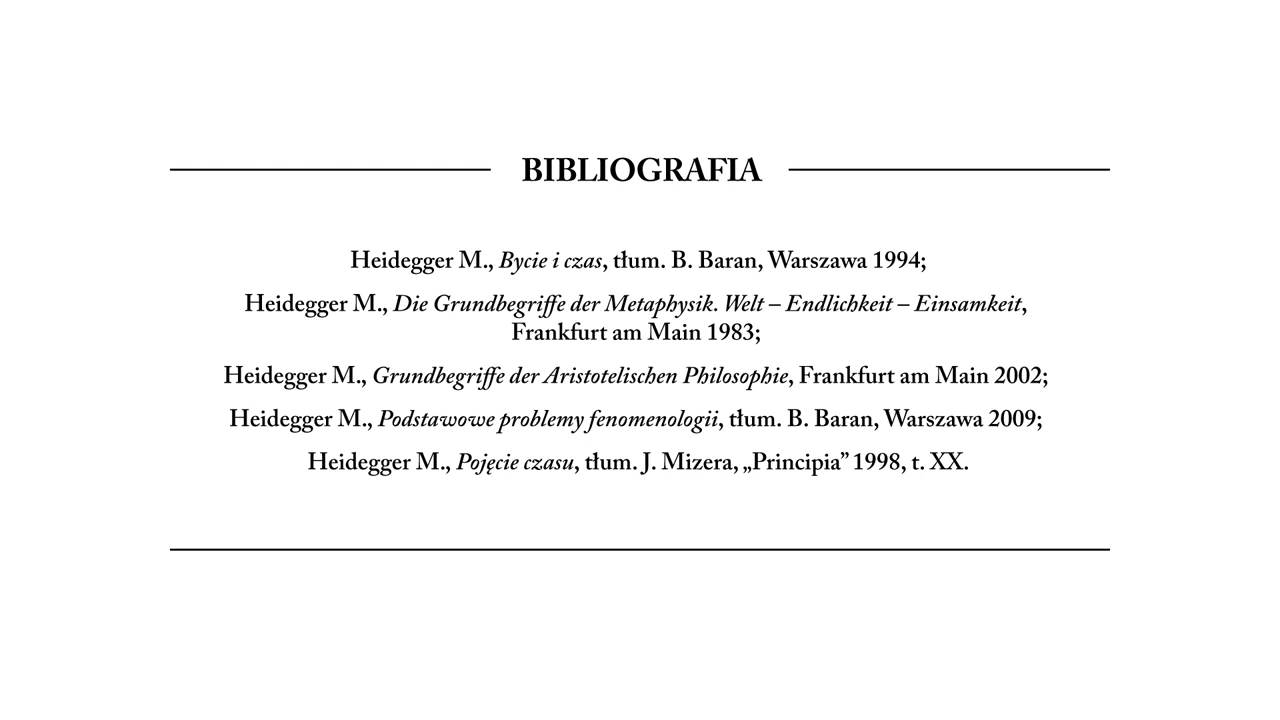 BIBLIOGRAFIA
Heidegger M., Bycie i czas, tłum. B. Baran, Warszawa 1994;
Heidegger M., Die Grundbegriffe der Metaphysik. Welt – Endlichkeit – Einsamkeit,
Frankfurt am Main 1983;
Heidegger M., Grundbegriffe der Aristotelischen Philosophie, Frankfurt am Main 2002;
Heidegger M., Podstawowe problemy fenomenologii, tłum. B. Baran, Warszawa 2009;
Heidegger M., Pojęcie czasu, tłum. J. Mizera, „Principia” 1998, t. XX.